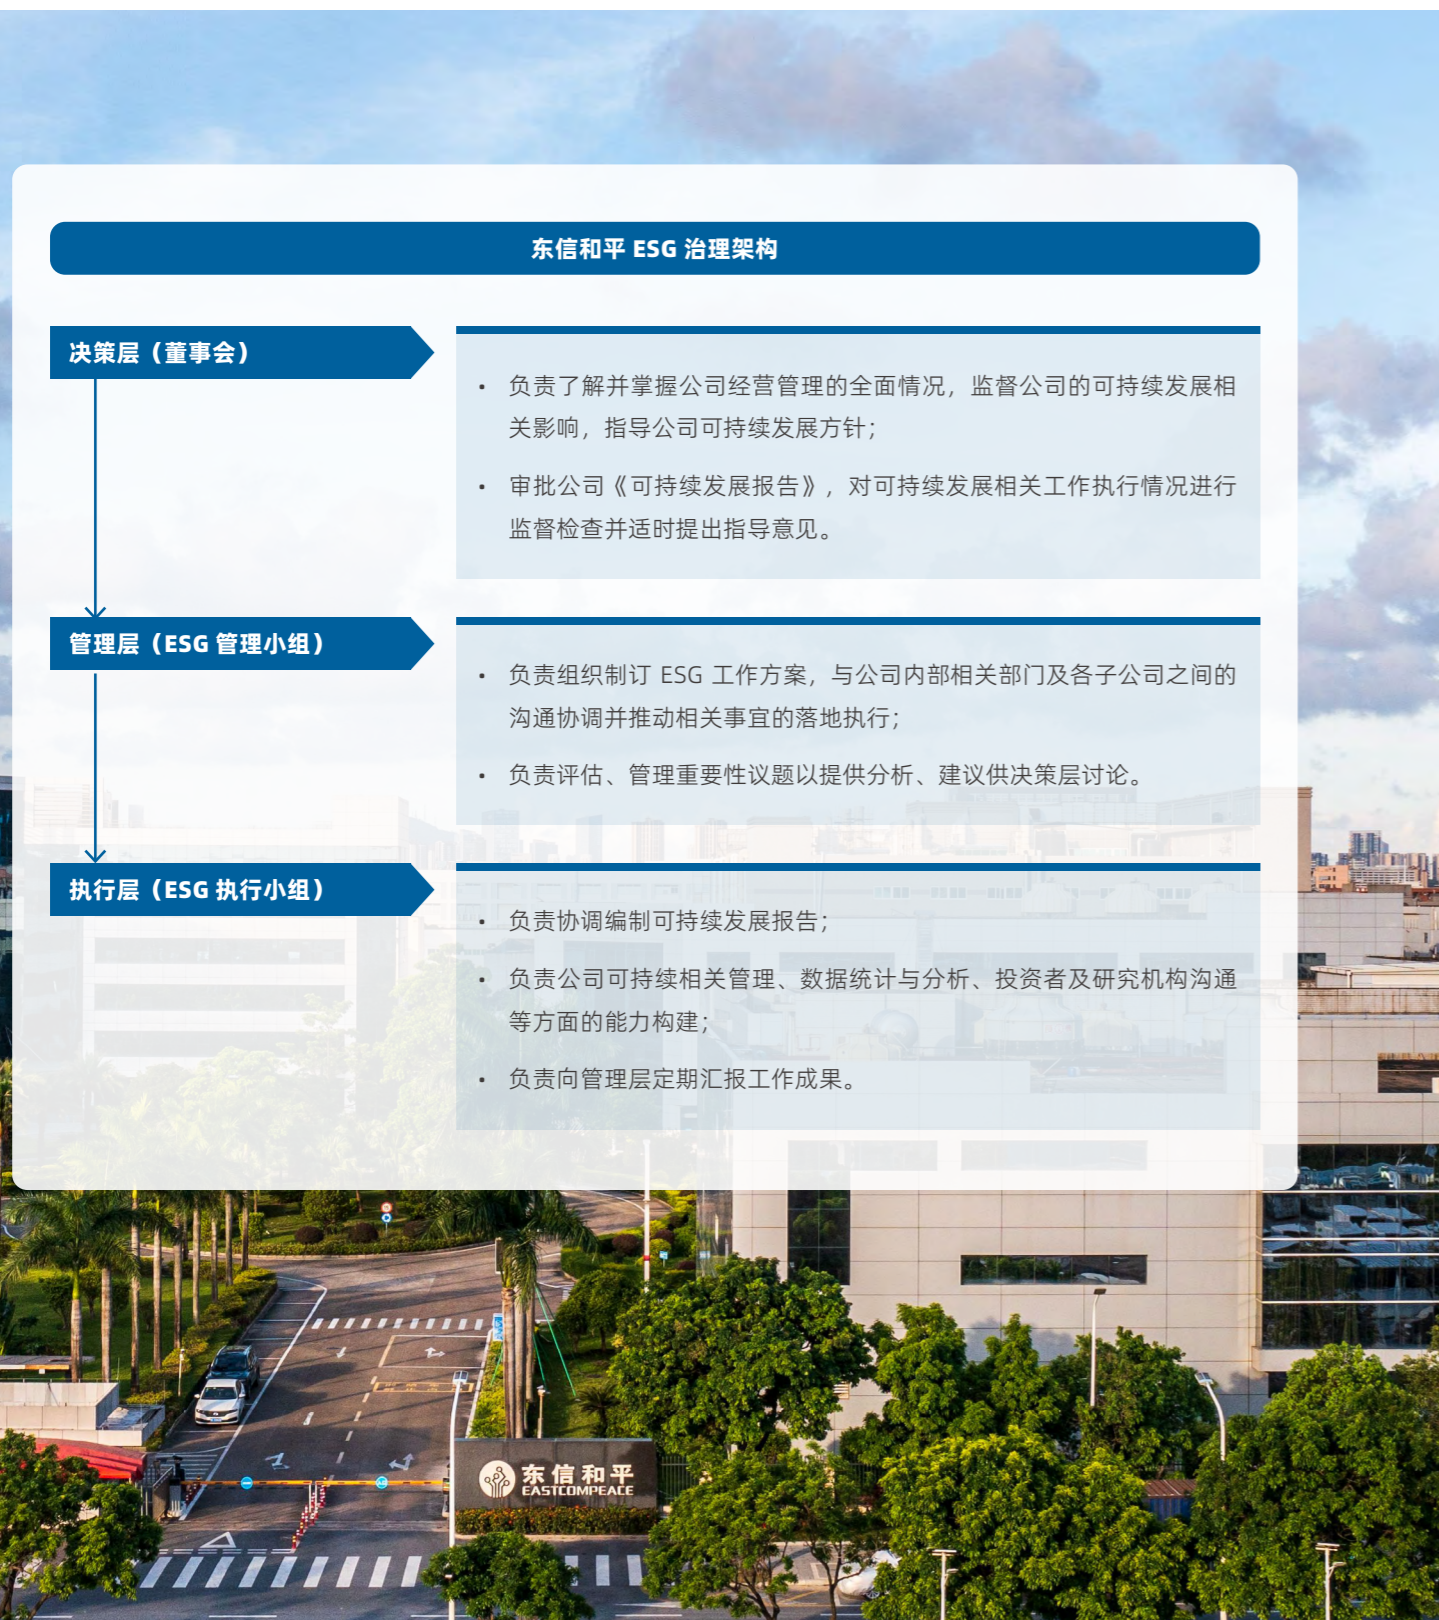 东信和平 ESG 治理架构
决策层（董事会）
• 负责了解并掌握公司经营管理的全面情况，监督公司的可持续发展相
关影响，指导公司可持续发展方针；
• 审批公司《可持续发展报告》，对可持续发展相关工作执行情况进行
监督检查并适时提出指导意见。
管理层（ESG 管理小组）
• 负责组织制订 ESG 工作方案，与公司内部相关部门及各子公司之间的
沟通协调并推动相关事宜的落地执行；
• 负责评估、管理重要性议题以提供分析、建议供决策层讨论。
执行层（ESG 执行小组）
• 负责协调编制可持续发展报告；
• 负责公司可持续相关管理、数据统计与分析、投资者及研究机构沟通
等方面的能力构建；
• 负责向管理层定期汇报工作成果。
东信和平
EASTCOMPEACE